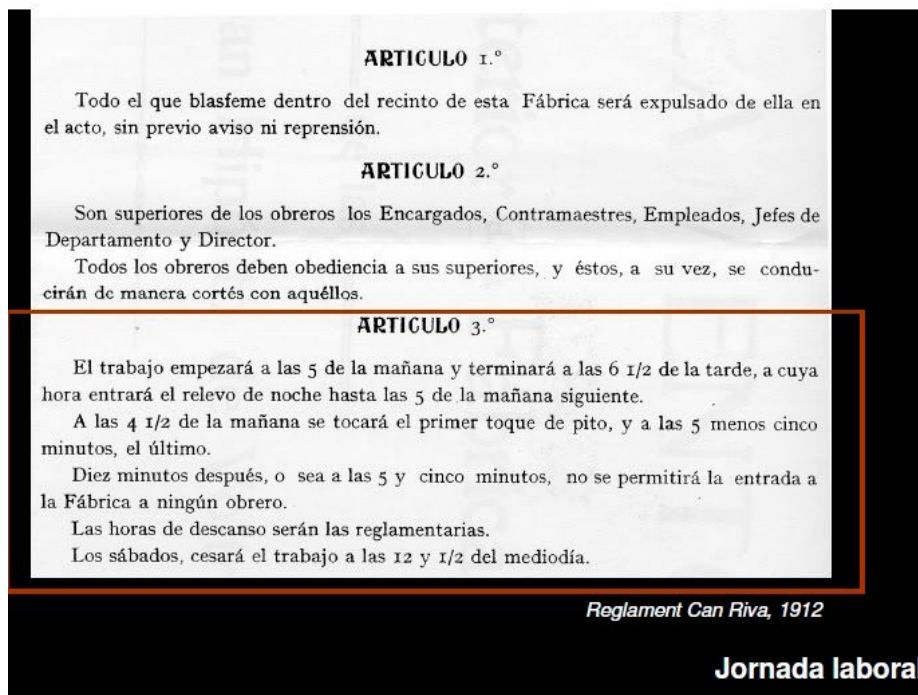 ARTICULO 1.º
Todo el que blasfeme dentro del recinto de esta Fábrica será expulsado de ella en
el acto, sin previo aviso ni reprensión.
ARTICULO 2.º
Son superiores de los obreros los Encargados, Contramaestres, Empleados, Jefes de
Departamento y Director.
Todos los obreros deben obediencia a sus superiores, y éstos, a su vez, se condu-
cirán de manera cortés con aquéllos.
ARTICULO 3.º
El trabajo empezará a las 5 de la mañana y terminará a las 6 1/2 de la tarde, a cuya
hora entrará el relevo de noche hasta las 5 de la mañana siguiente.
A las 4 1/2 de la mañana se tocará el primer toque de pito, y a las 5 menos cinco
minutos, el último.
Diez minutos después, o sea a las 5 y cinco minutos, no se permitirá la entrada a
la Fábrica a ningún obrero.
Las horas de descanso serán las reglamentarias.
Los sábados, cesará el trabajo a las 12 y 1/2 del mediodía.
Reglament Can Riva, 1912
Jornada laboral